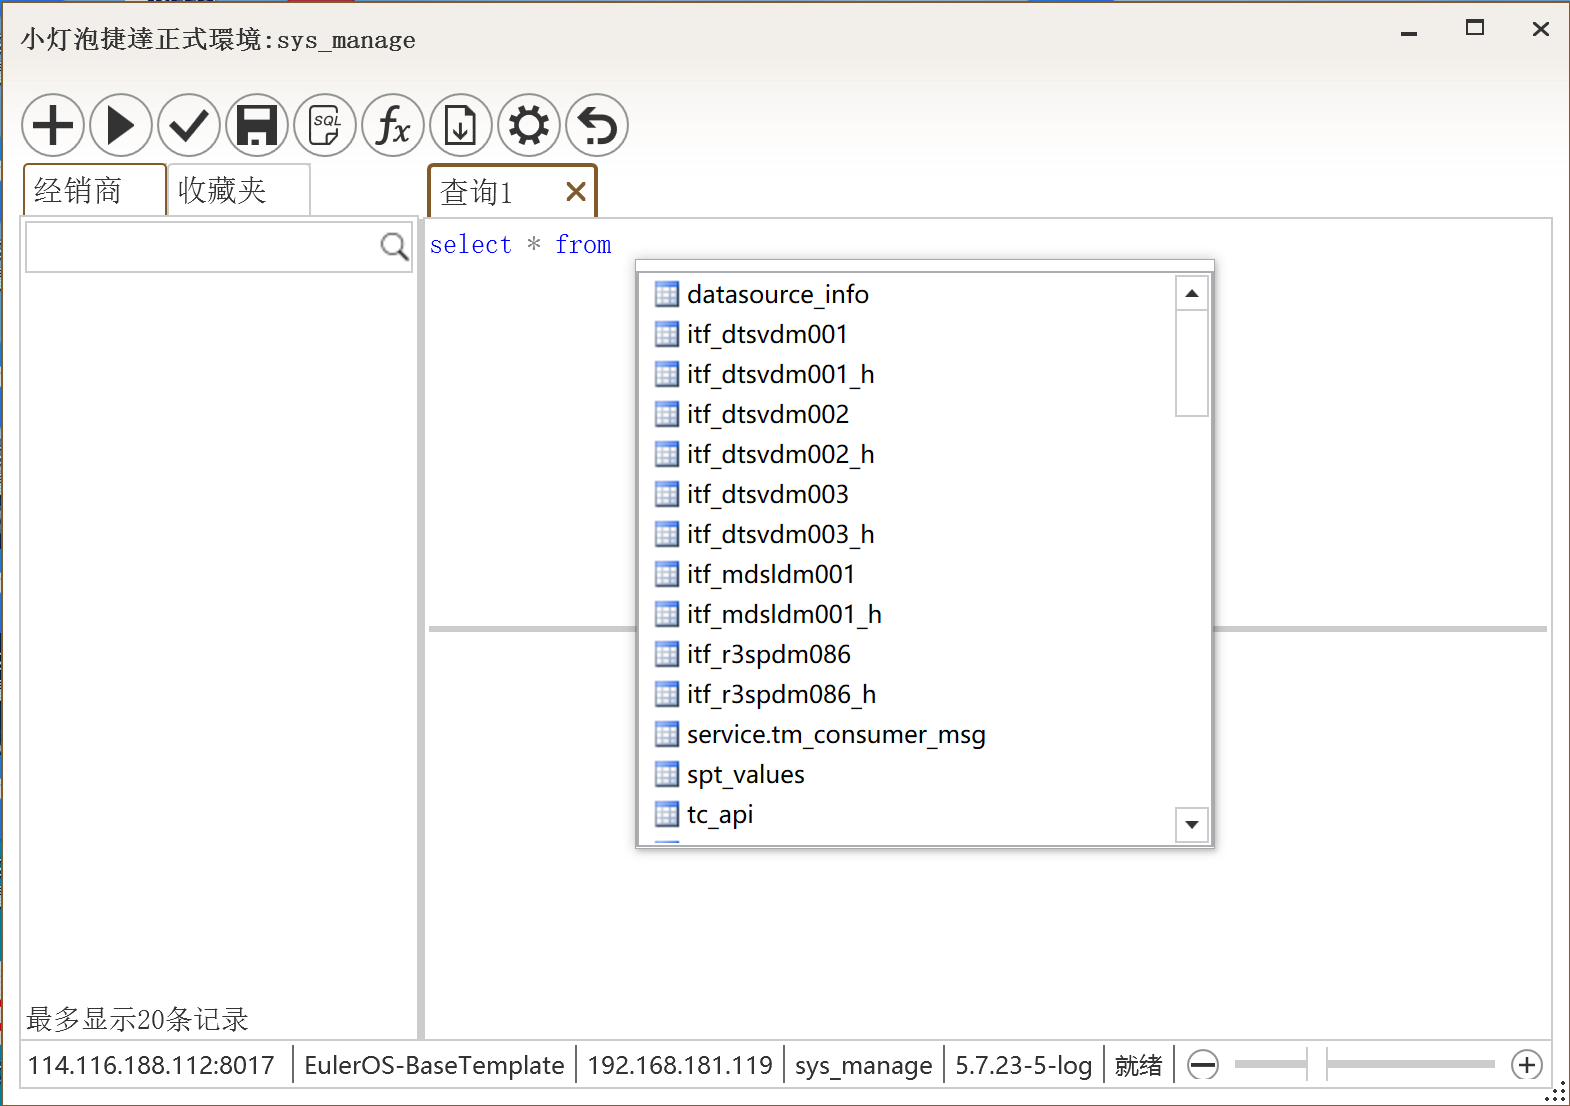 小灯泡捷達正式環境:sys_manage
SQL
fx
经销商
收藏夹
查询1
select * from
datasource_info
itf_dtsvdm001
itf_dtsvdm001_h
itf_dtsvdm002
itf_dtsvdm002_h
itf_dtsvdm003
itf_dtsvdm003_h
itf_mdsldm001
itf_mdsldm001_h
itf_r3spdm086
itf_r3spdm086_h
service.tm_consumer_msg
spt_values
tc_api
最多显示20条记录
114.116.188.112:8017
EulerOS-BaseTemplate
192.168.181.119
sys_manage
5.7.23-5-log
就绪